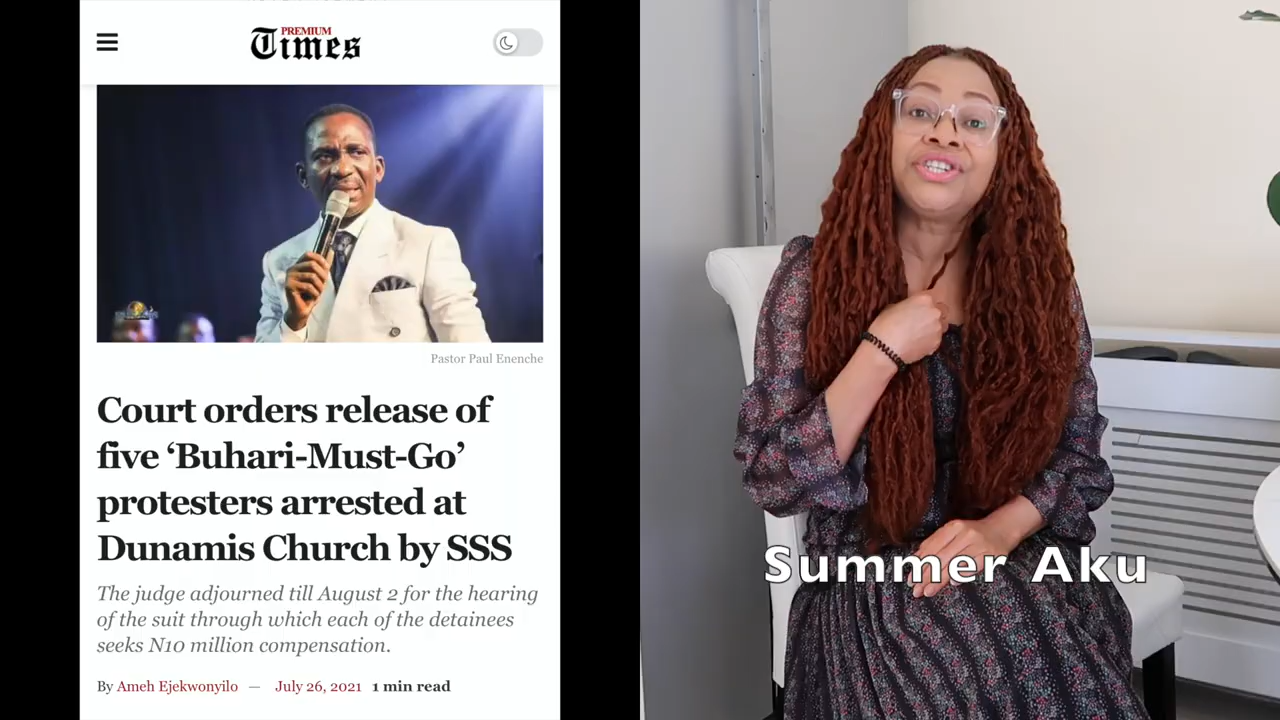 PREMIUM
Times
Pastor Paul Enenche
Court orders release of
five ‘Buhari-Must-Go’
protesters arrested at
Dunamis Church by SSS
The judge adjourned till August 2 for the hearing
of the suit through which each of the detainees
seeks N10 million compensation.
By Ameh Ejekwonyilo — July 26, 2021 1 min read
Summer Aku